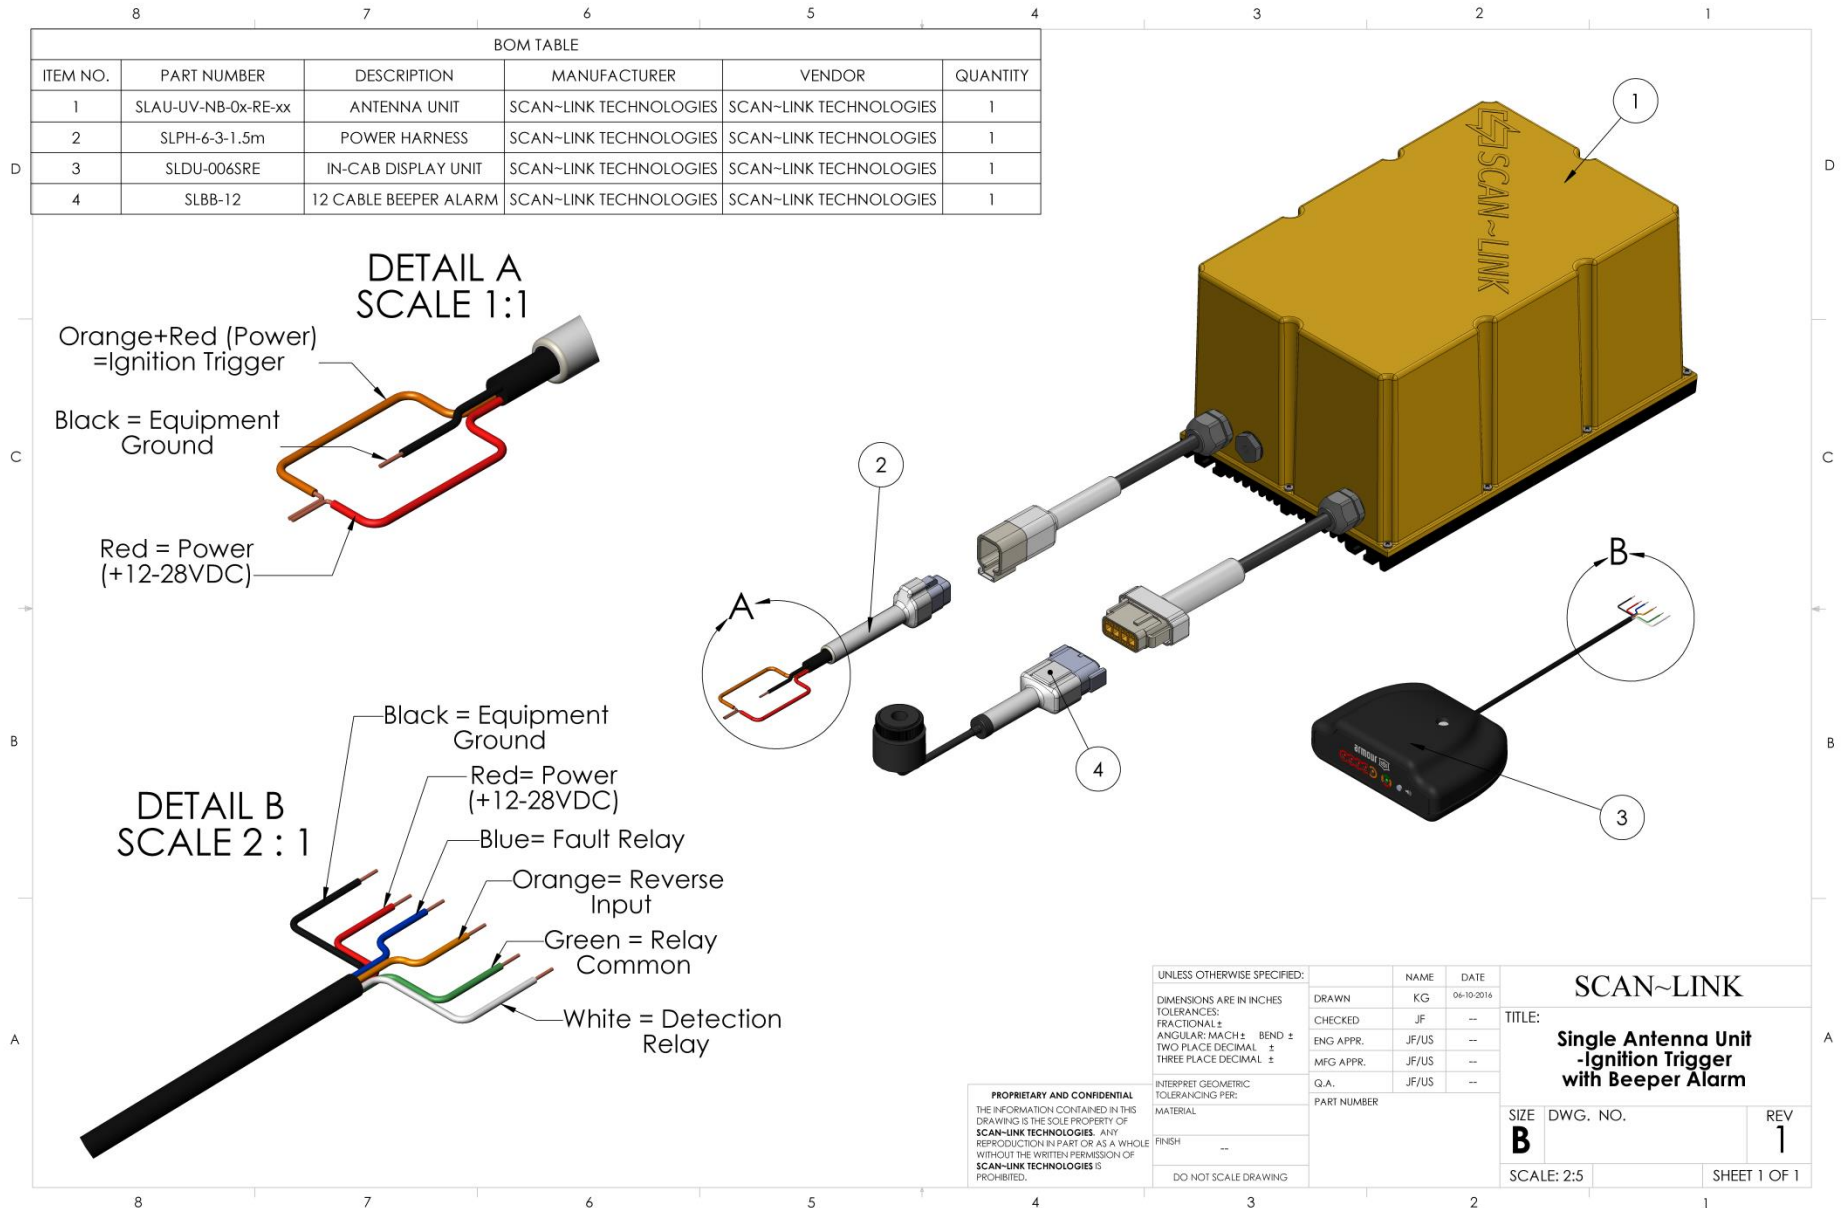 8 7 6 5 4 3 2 1
BOM TABLE
ITEM NO. PART NUMBER DESCRIPTION MANUFACTURER VENDOR QUANTITY
1 SLAU-UV-NB-0x-RE-xx ANTENNA UNIT SCAN~LINK TECHNOLOGIES SCAN~LINK TECHNOLOGIES 1
2 SLPH-6-3-1.5m POWER HARNESS SCAN~LINK TECHNOLOGIES SCAN~LINK TECHNOLOGIES 1
3 SLDU-006SRE IN-CAB DISPLAY UNIT SCAN~LINK TECHNOLOGIES SCAN~LINK TECHNOLOGIES 1
4 SLBB-12 12 CABLE BEEPER ALARM SCAN~LINK TECHNOLOGIES SCAN~LINK TECHNOLOGIES 1
D
D
1
SCAN~LINK
DETAIL A
SCALE 1:1
Orange+Red (Power)
=Ignition Trigger
Black = Equipment
Ground
Red = Power
(+12-28VDC)
C
C
2
A
B
4
armour
3
B
B
DETAIL B
SCALE 2 : 1
Black = Equipment
Ground
Red= Power
(+12-28VDC)
Blue= Fault Relay
Orange= Reverse
Input
Green = Relay
Common
White = Detection
Relay
A
A
PROPRIETARY AND CONFIDENTIAL
THE INFORMATION CONTAINED IN THIS
DRAWING IS THE SOLE PROPERTY OF
SCAN~LINK TECHNOLOGIES. ANY
REPRODUCTION IN PART OR AS A WHOLE
WITHOUT THE WRITTEN PERMISSION OF
SCAN~LINK TECHNOLOGIES IS
PROHIBITED.
UNLESS OTHERWISE SPECIFIED:
DIMENSIONS ARE IN INCHES
TOLERANCES:
FRACTIONAL ±
ANGULAR: MACH ± BEND ±
TWO PLACE DECIMAL ±
THREE PLACE DECIMAL ±
INTERPRET GEOMETRIC
TOLERANCING PER:
MATERIAL
FINISH
--
DO NOT SCALE DRAWING
NAME DATE
DRAWN KG 06-10-2016
CHECKED JF --
ENG APPR. JF/US --
MFG APPR. JF/US --
Q.A. JF/US --
PART NUMBER
SCAN~LINK
TITLE:
Single Antenna Unit
-Ignition Trigger
with Beeper Alarm
SIZE DWG. NO. REV
B 1
SCALE: 2:5 SHEET 1 OF 1
8 7 6 5 4 3 2 1